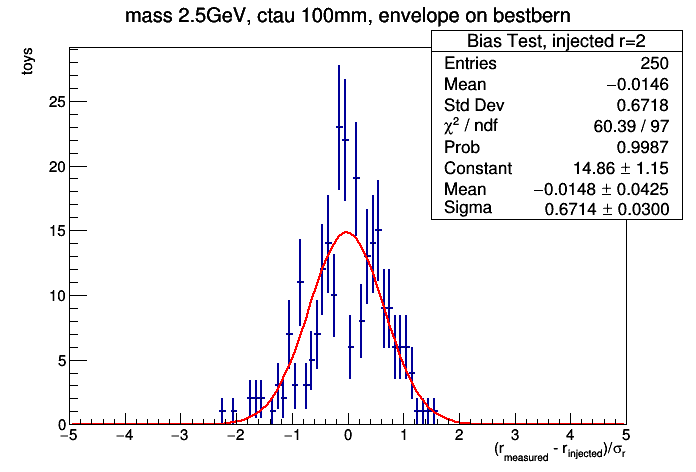 mass 2.5GeV, ctau 100mm, envelope on bestbern
Bias Test, injected r=2
Entries 250
Mean −0.0146
Std Dev 0.6718
χ² / ndf 60.39 / 97
Prob 0.9987
Constant 14.86 ± 1.15
Mean −0.0148 ± 0.0425
Sigma 0.6714 ± 0.0300
toys
25
20
15
10
5
0
−5 −4 −3 −2 −1 0 1 2 3 4 5
(r_measured - r_injected)/σ_r